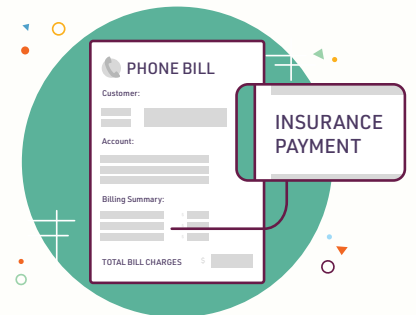 PHONE BILL
Customer:
INSURANCE
PAYMENT
Account:
Billing Summary:
TOTAL BILL CHARGES $